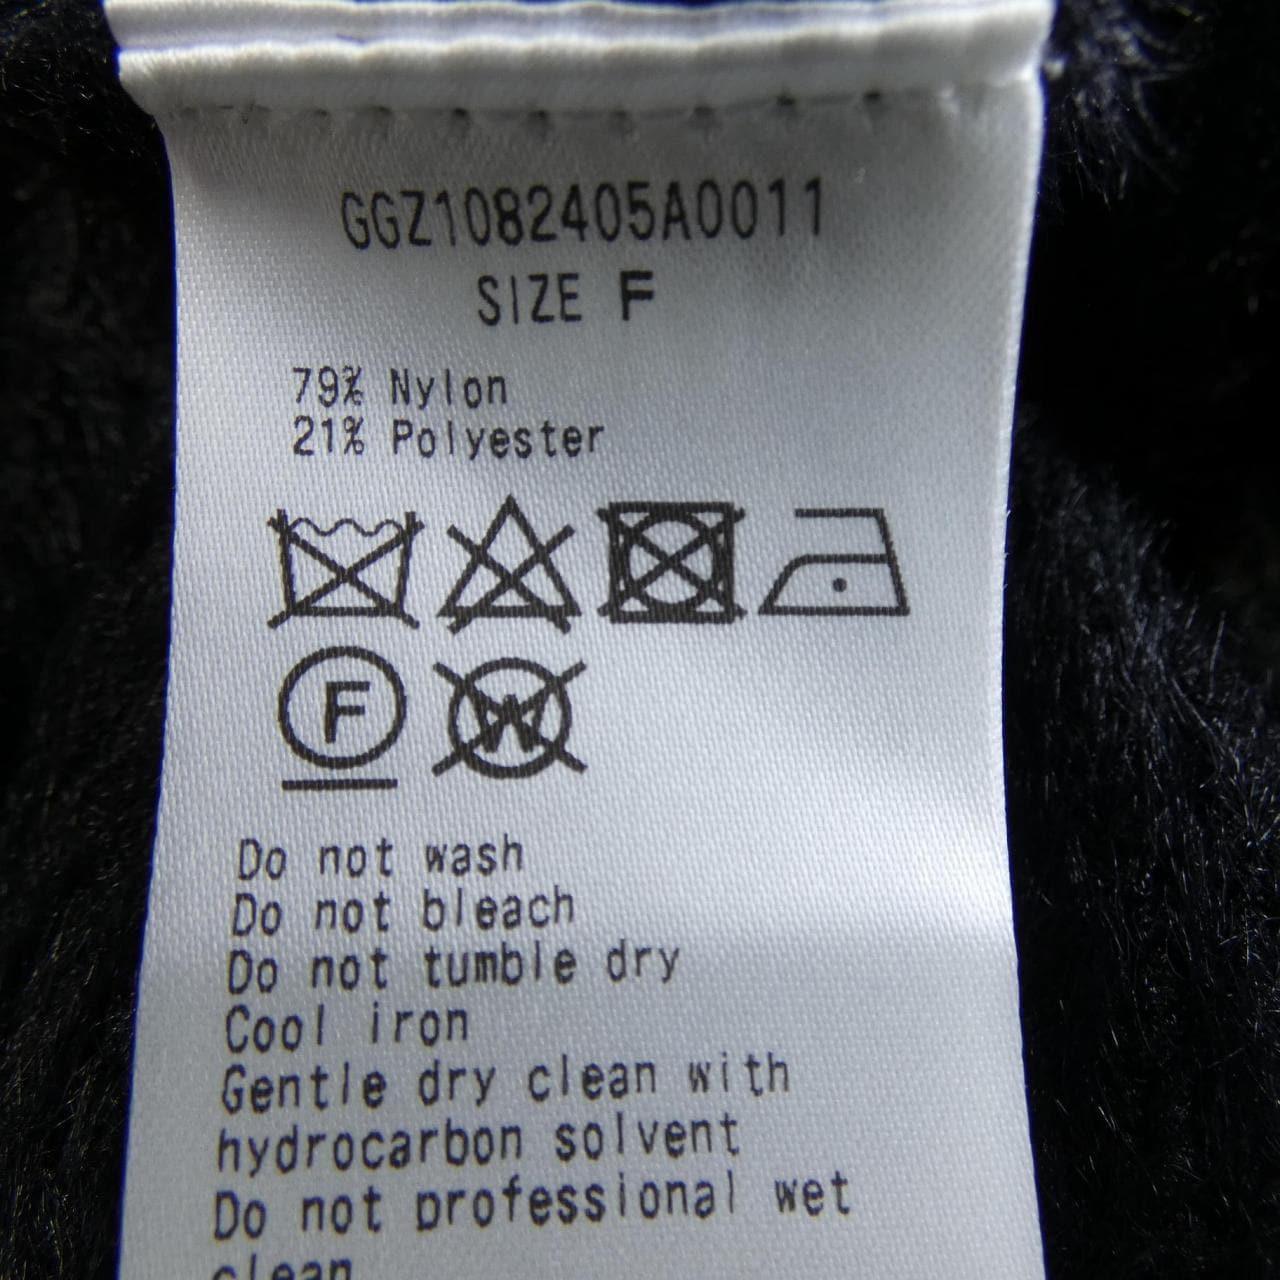 GGZ1082405A0011
SIZE F
79% Nylon
21% Polyester
F
W
Do not wash
Do not bleach
Do not tumble dry
Cool iron
Gentle dry clean with
hydrocarbon solvent
Do not professional wet
clean